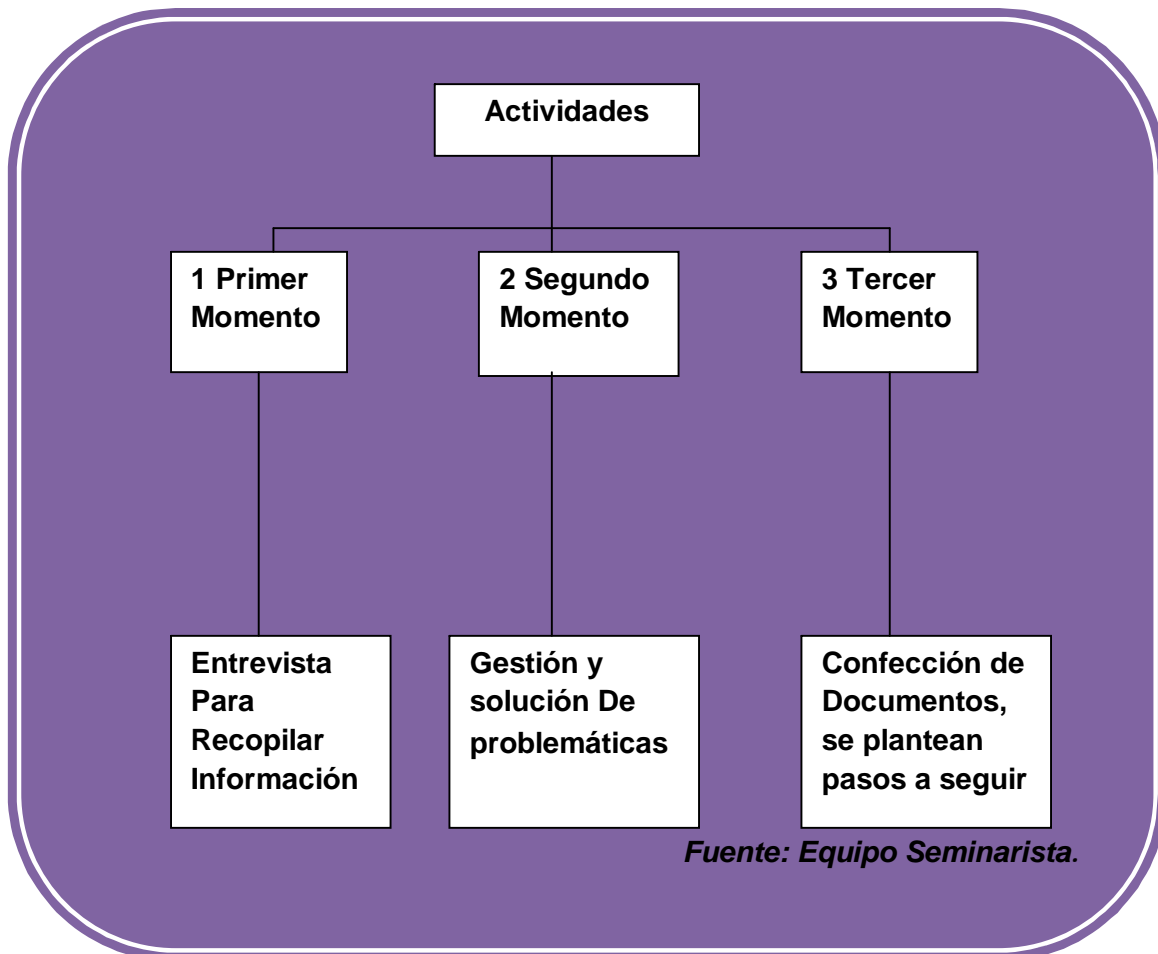 Actividades
1 Primer
Momento
2 Segundo
Momento
3 Tercer
Momento
Entrevista
Para
Recopilar
Información
Gestión y
solución De
problemáticas
Confección de
Documentos,
se plantean
pasos a seguir
Fuente: Equipo Seminarista.